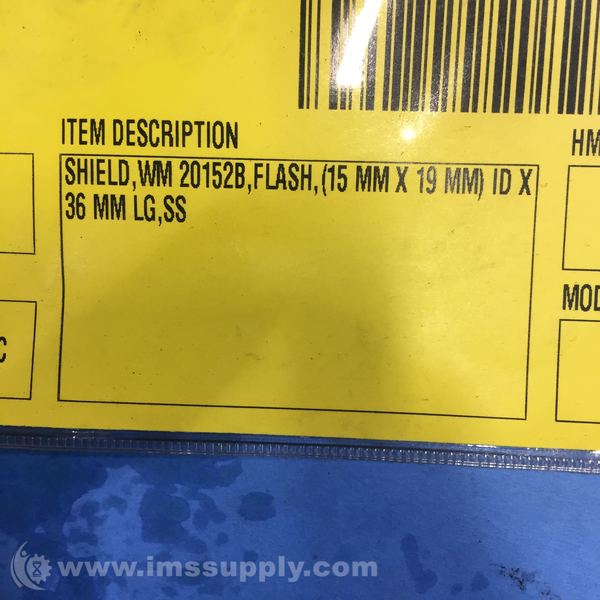 ITEM DESCRIPTION
HM
SHIELD,WM 20152B,FLASH,(15 MM X 19 MM) ID X
36 MM LG,SS
MOD
C
www.imssupply.com